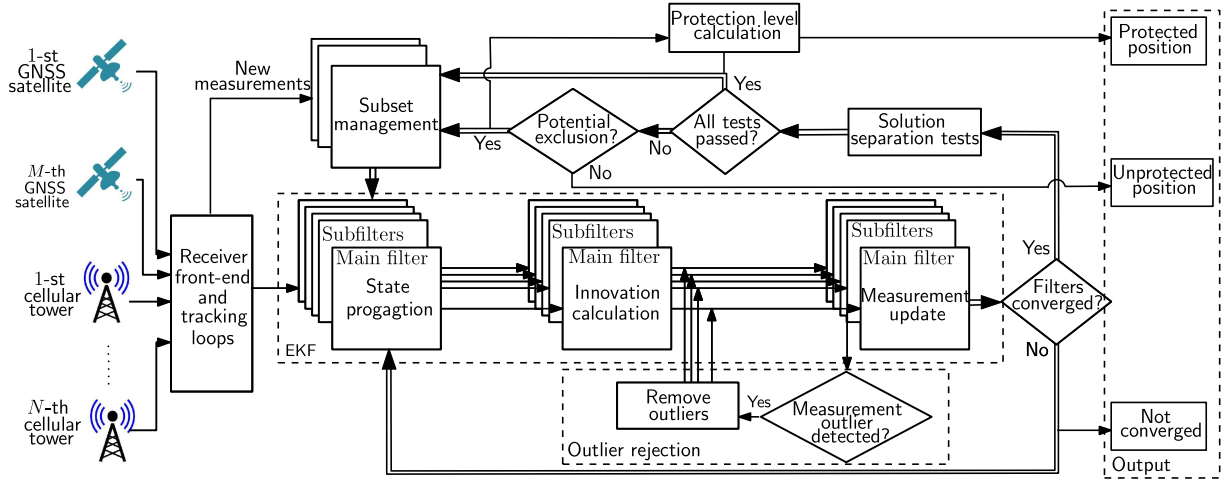 1-st
GNSS
satellite
M-th
GNSS
satellite
1-st
cellular
tower
N-th
cellular
tower
Receiver
front-end
and
tracking
loops
New
measurements
Subset
management
Protection level
calculation
Potential
exclusion?
Yes
No
All tests
passed?
Yes
No
Solution
separation tests
Protected
position
Unprotected
position
Subfilters
Main filter
State
progagtion
EKF
Subfilters
Main filter
Innovation
calculation
Subfilters
Main filter
Measurement
update
Yes
Filters
converged?
No
Remove
outliers
Yes
Measurement
outlier
detected?
Outlier rejection
Not
converged
Output